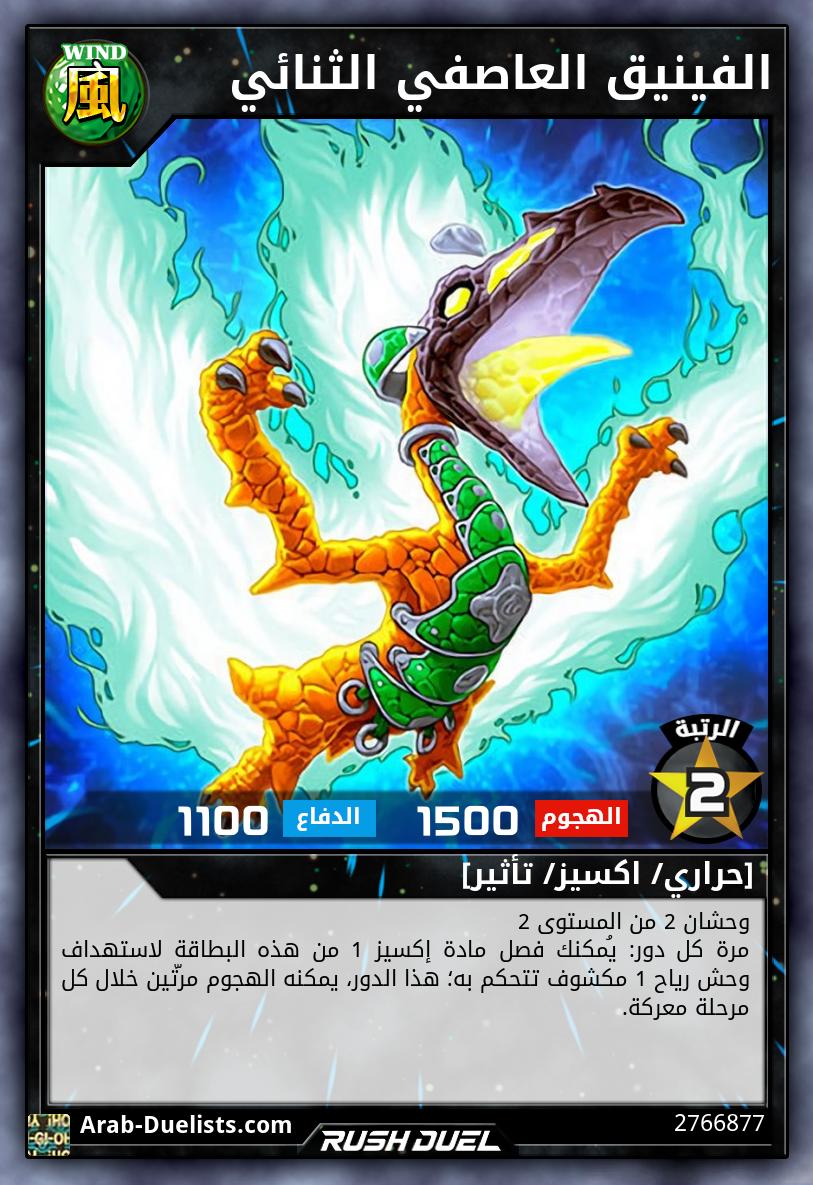 WIND
風
الفينيق العاصفي الثنائي
الرتبة
2
الهجوم 1500 الدفاع 1100
[حراري/ اكسيز/ تأثير]
وحشان 2 من المستوى 2
مرة كل دور: يُمكنك فصل مادة إكسيز 1 من هذه البطاقة لاستهداف
وحش رياح 1 مكشوف تتحكم به؛ هذا الدور، يمكنه الهجوم مرتّين خلال كل
مرحلة معركة.
Arab-Duelists.com
RUSH DUEL
2766877